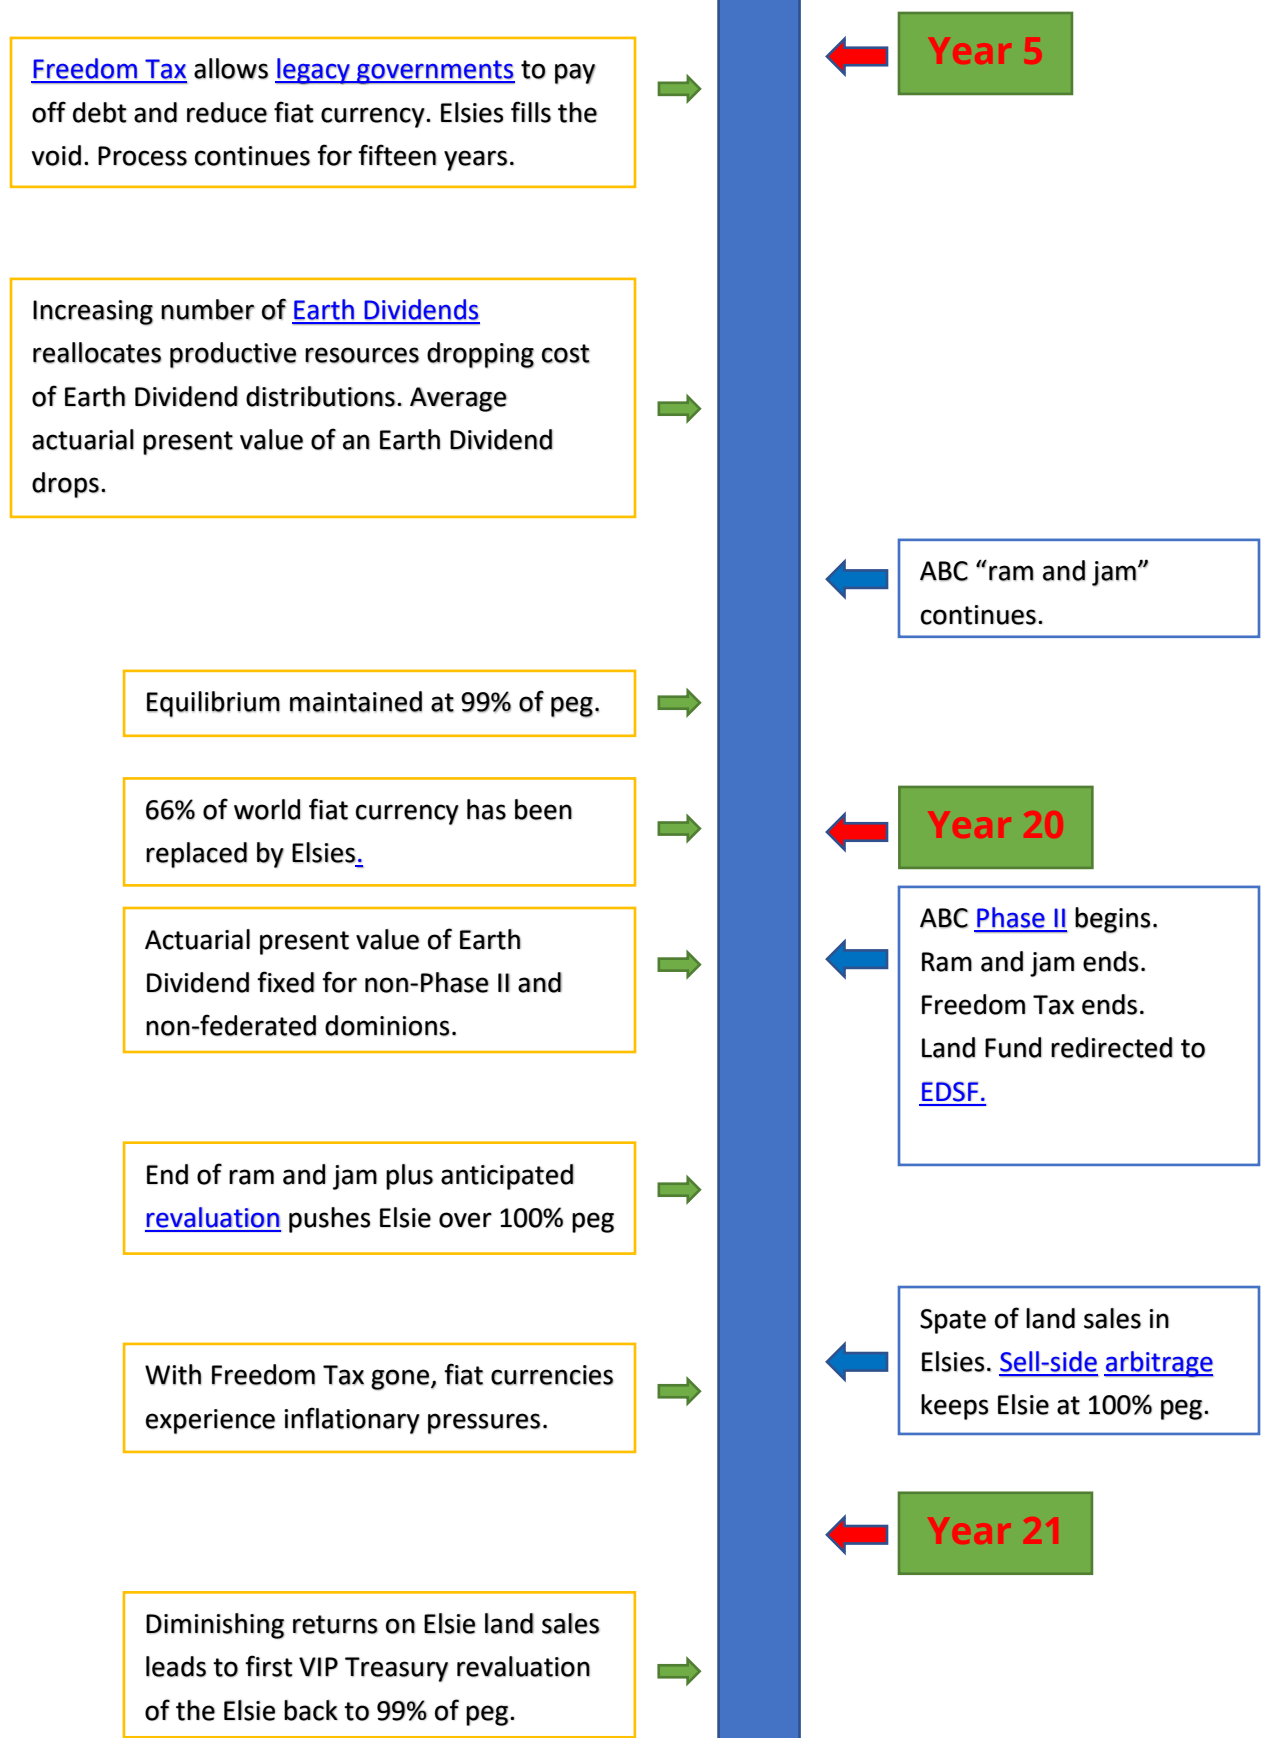 Year 5
Freedom Tax allows legacy governments to pay
off debt and reduce fiat currency. Elsies fills the
void. Process continues for fifteen years.
Increasing number of Earth Dividends
reallocates productive resources dropping cost
of Earth Dividend distributions. Average
actuarial present value of an Earth Dividend
drops.
ABC “ram and jam”
continues.
Equilibrium maintained at 99% of peg.
66% of world fiat currency has been
replaced by Elsies.
Year 20
Actuarial present value of Earth
Dividend fixed for non-Phase II and
non-federated dominions.
ABC Phase II begins.
Ram and jam ends.
Freedom Tax ends.
Land Fund redirected to
EDSF.
End of ram and jam plus anticipated
revaluation pushes Elsie over 100% peg
Spate of land sales in
Elsies. Sell-side arbitrage
keeps Elsie at 100% peg.
With Freedom Tax gone, fiat currencies
experience inflationary pressures.
Year 21
Diminishing returns on Elsie land sales
leads to first VIP Treasury revaluation
of the Elsie back to 99% of peg.